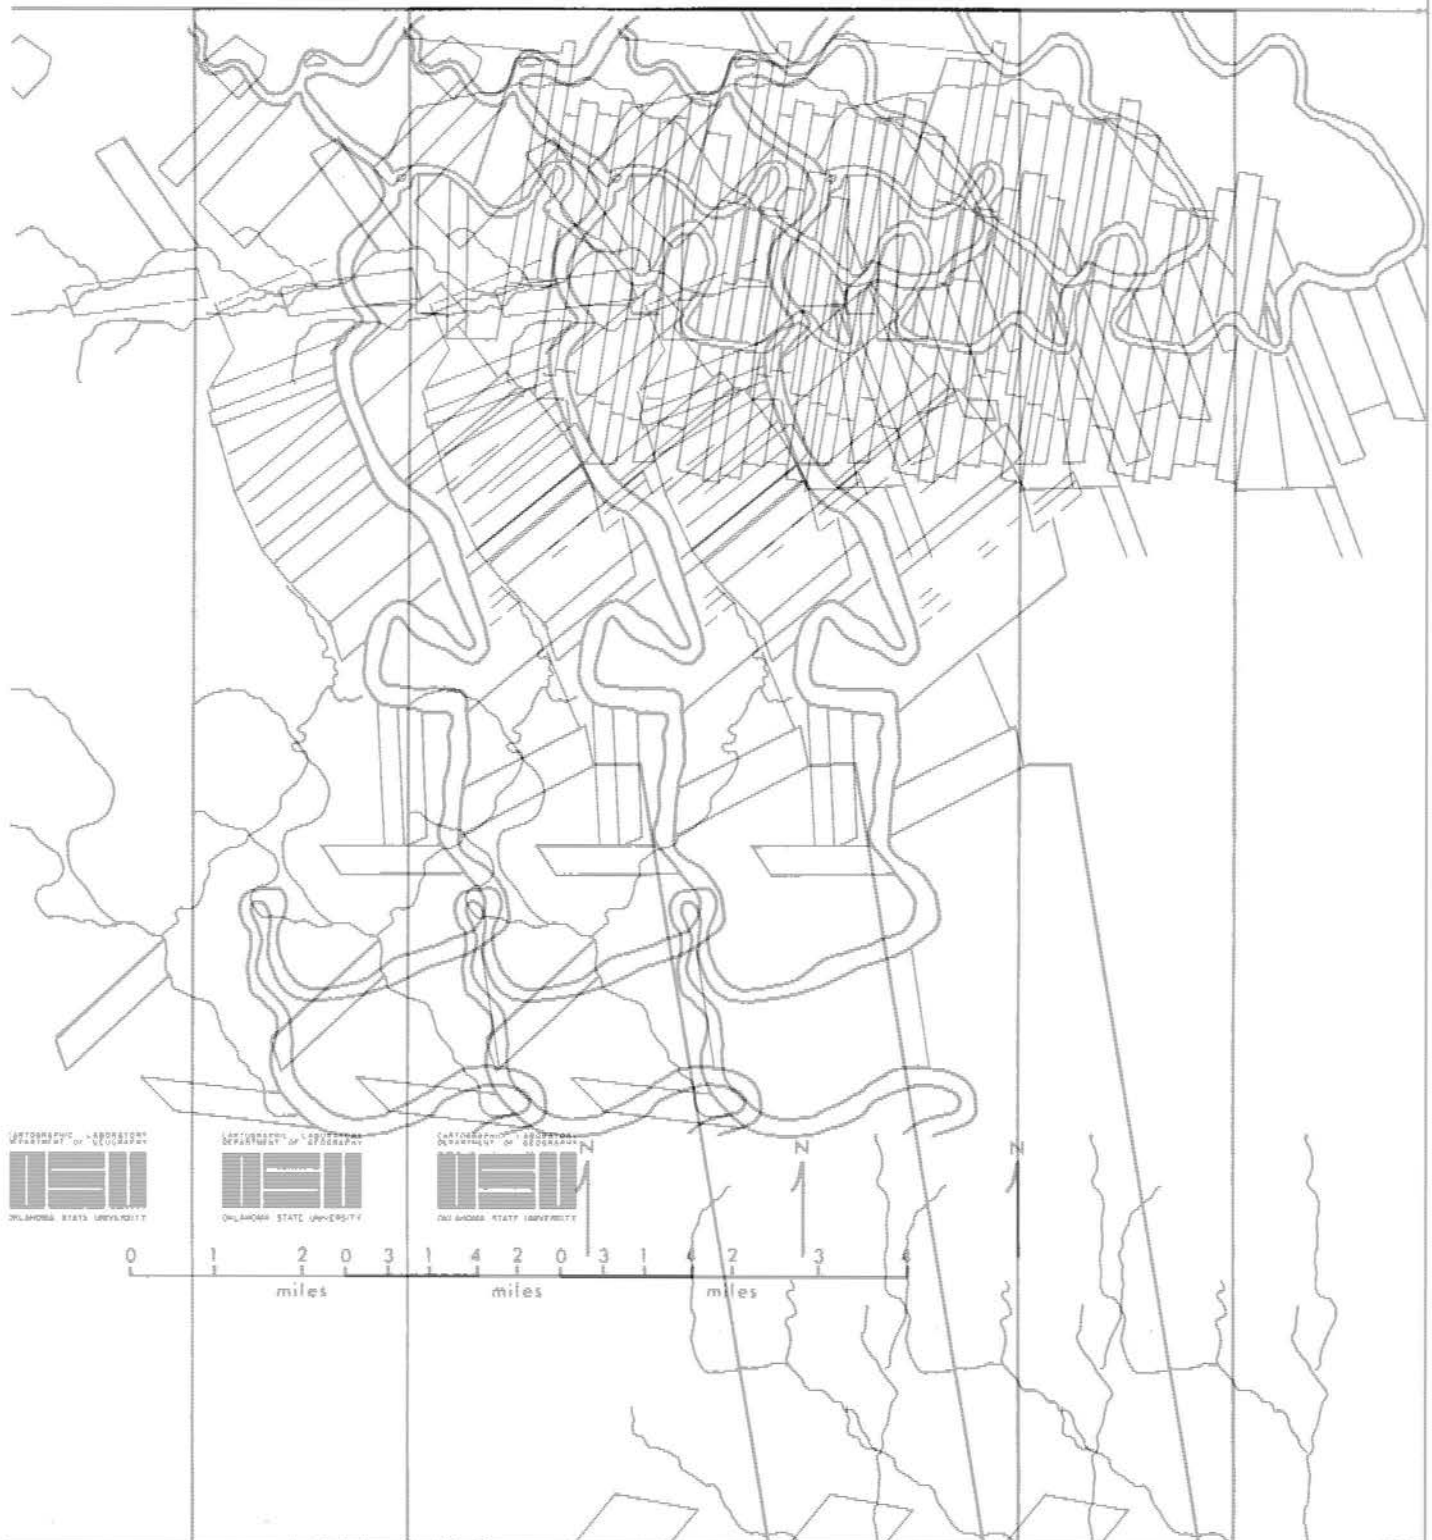 CARTOGRAPHIC LABORATORY CARTOGRAPHIC LABORATORY CARTOGRAPHIC LABORATORY
DEPARTMENT OF GEOGRAPHY DEPARTMENT OF GEOGRAPHY DEPARTMENT OF GEOGRAPHY
N N N
OKLAHOMA STATE UNIVERSITY OKLAHOMA STATE UNIVERSITY OKLAHOMA STATE UNIVERSITY
0 1 2 0 3 1 4 2 0 3 1 4 2 3 4
miles miles miles